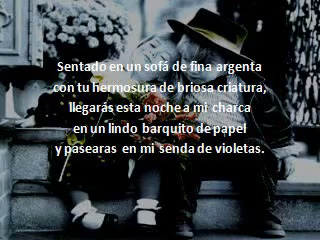 Sentado en un sofá de fina argenta
con tu hermosura de briosa criatura,
llegarás esta noche a mi charca
en un lindo barquito de papel
y pasearas en mi senda de violetas.